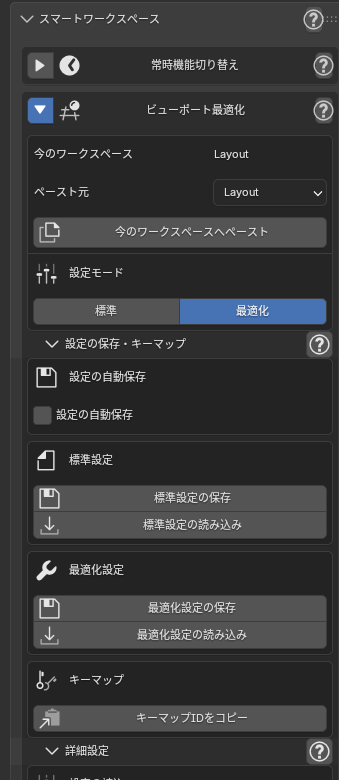 スマートワークスペース
常時機能切り替え
ビューポート最適化
今のワークスペース Layout
ペースト元 Layout
今のワークスペースへペースト
設定モード
標準 最適化
設定の保存・キーマップ
設定の自動保存
設定の自動保存
標準設定
標準設定の保存
標準設定の読み込み
最適化設定
最適化設定の保存
最適化設定の読み込み
キーマップ
キーマップIDをコピー
詳細設定